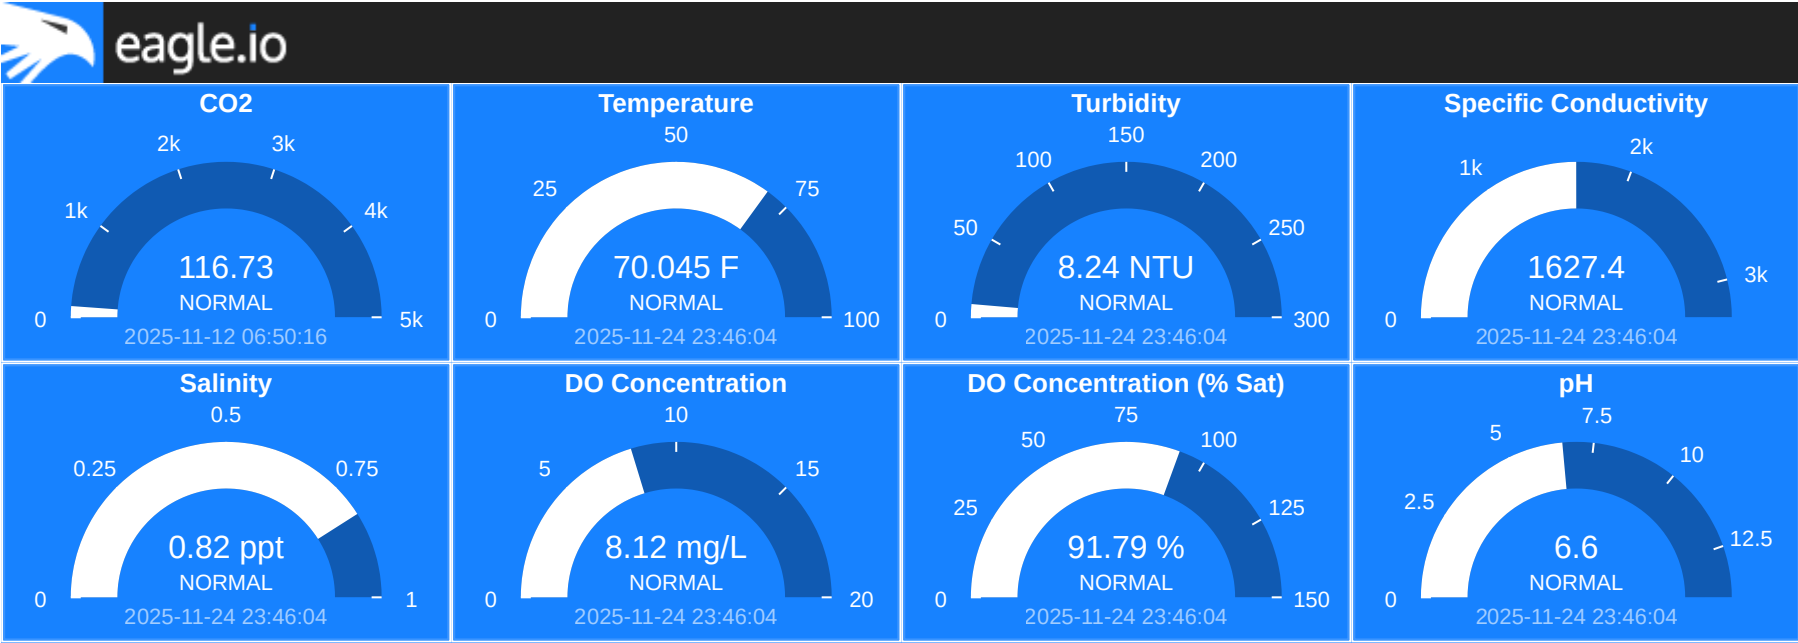 eagle.io
CO2
2k
3k
1k
4k
0
5k
116.73
NORMAL
2025-11-12 06:50:16
Temperature
50
25
75
0
100
70.045 F
NORMAL
2025-11-24 23:46:04
Turbidity
150
100
200
50
250
0
300
8.24 NTU
NORMAL
2025-11-24 23:46:04
Specific Conductivity
2k
1k
3k
0
1627.4
NORMAL
2025-11-24 23:46:04
Salinity
0.5
0.25
0.75
0
1
0.82 ppt
NORMAL
2025-11-24 23:46:04
DO Concentration
10
5
15
0
20
8.12 mg/L
NORMAL
2025-11-24 23:46:04
DO Concentration (% Sat)
75
50
100
25
125
0
150
91.79 %
NORMAL
2025-11-24 23:46:04
pH
7.5
5
10
2.5
12.5
0
6.6
NORMAL
2025-11-24 23:46:04